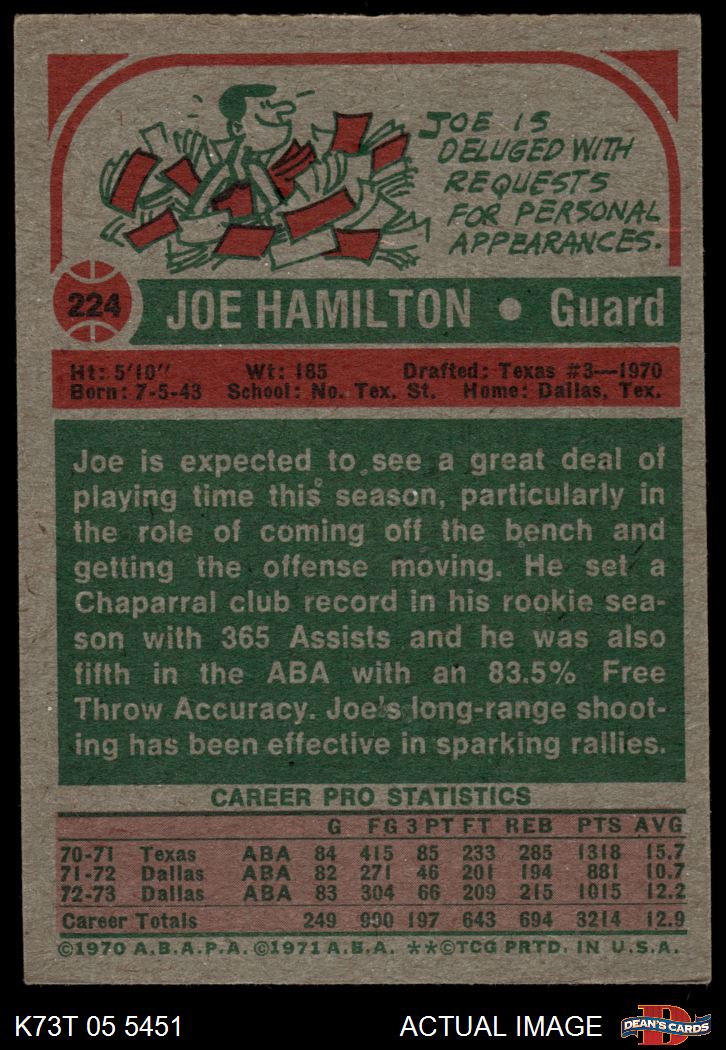 JOE IS
DELUGED WITH
REQUESTS
FOR PERSONAL
APPEARANCES.
224 JOE HAMILTON • Guard
Ht: 5'10" Wt: 185 Drafted: Texas #3—1970
Born: 7-5-43 School: No. Tex. St. Home: Dallas, Tex.
Joe is expected to see a great deal of
playing time this season, particularly in
the role of coming off the bench and
getting the offense moving. He set a
Chaparral club record in his rookie sea-
son with 365 Assists and he was also
fifth in the ABA with an 83.5% Free
Throw Accuracy. Joe's long-range shoot-
ing has been effective in sparking rallies.
CAREER PRO STATISTICS
G FG 3 PT FT REB PTS AVG
70-71 Texas ABA 84 415 85 233 285 1318 15.7
71-72 Dallas ABA 82 271 46 201 194 881 10.7
72-73 Dallas ABA 83 304 66 209 215 1015 12.2
Career Totals 249 990 197 643 694 3214 12.9
©1970 A.B.A.P.A. ©1971 A.B.A. **©TCG PRTD. IN U.S.A.
K73T 05 5451 ACTUAL IMAGE D DEAN'S CARDS